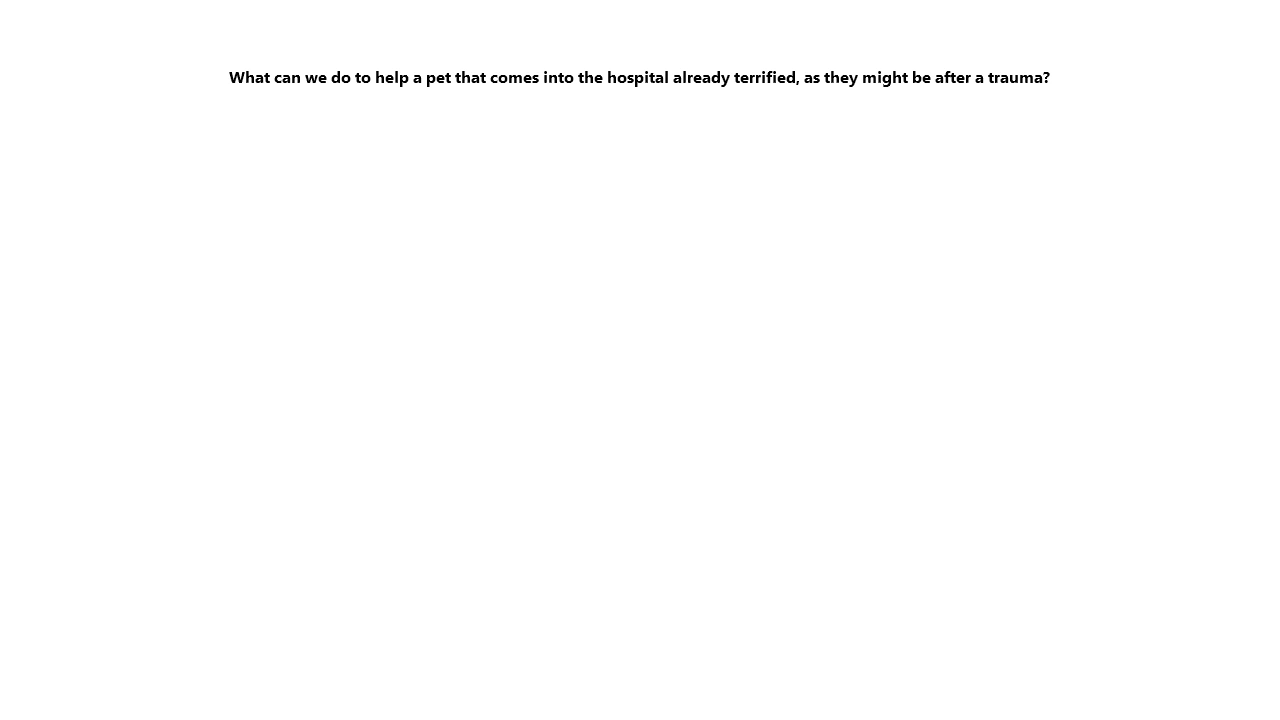 What can we do to help a pet that comes into the hospital already terrified, as they might be after a trauma?